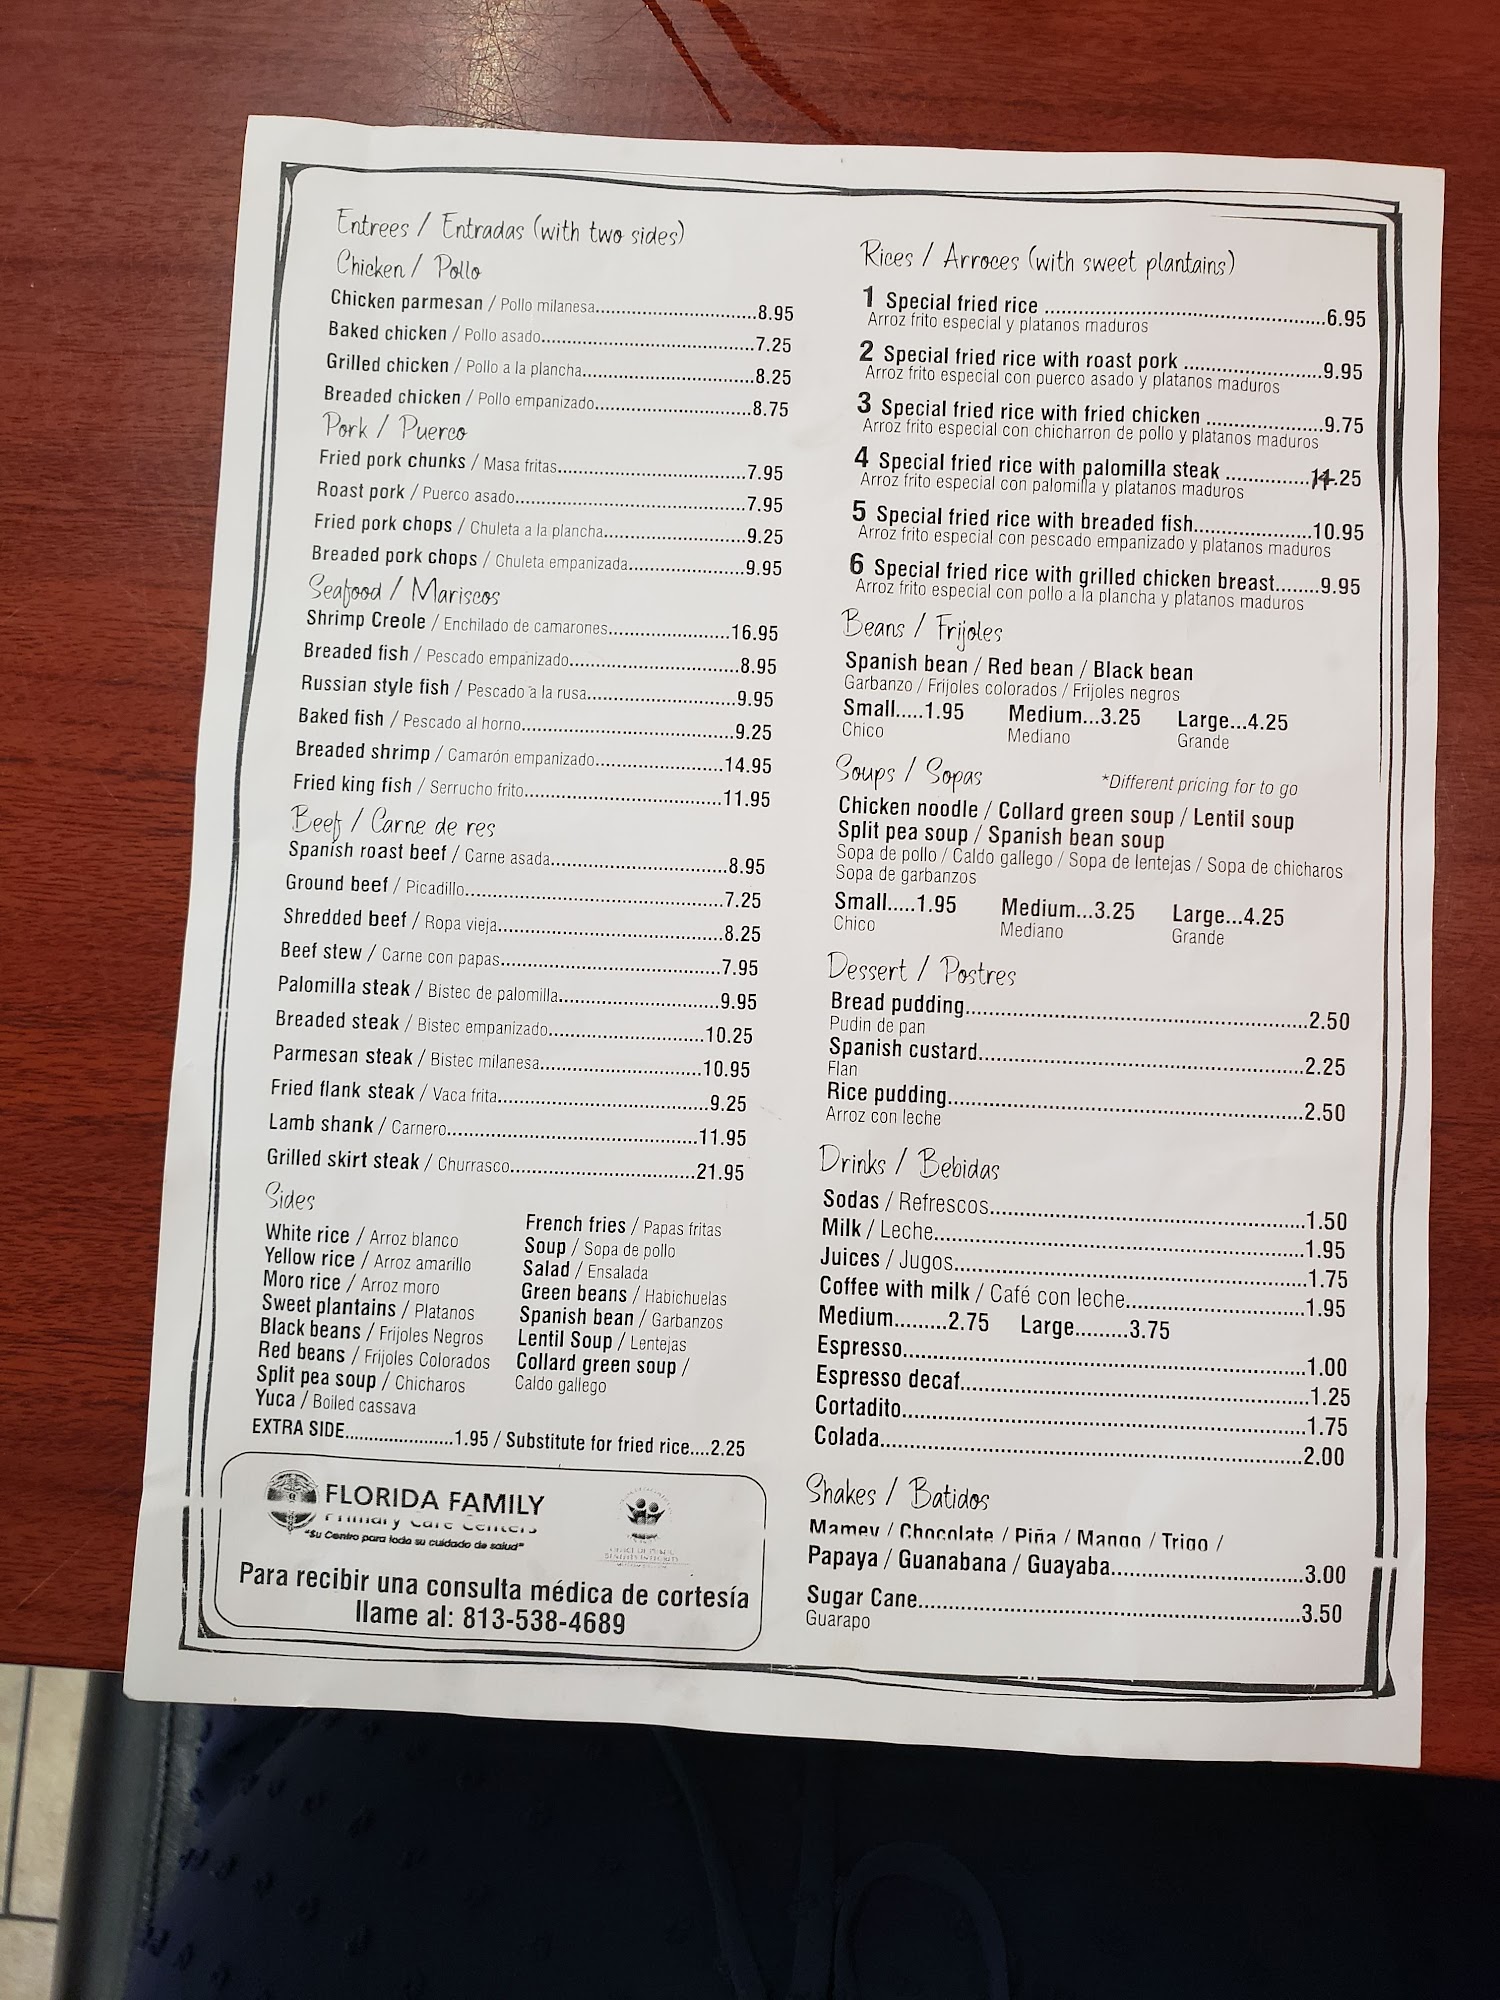 Entrees / Entradas (with two sides)
Chicken / Pollo
Chicken parmesan / Pollo milanesa..............................8.95
Baked chicken / Pollo asado..............................7.25
Grilled chicken / Pollo a la plancha..............................8.25
Breaded chicken / Pollo empanizado..............................8.75
Pork / Puerco
Fried pork chunks / Masa fritas..............................7.95
Roast pork / Puerco asado..............................7.95
Fried pork chops / Chuleta a la plancha..............................9.25
Breaded pork chops / Chuleta empanizada..............................9.95
Seafood / Mariscos
Shrimp Creole / Enchilado de camarones..............................16.95
Breaded fish / Pescado empanizado..............................8.95
Russian style fish / Pescado a la rusa..............................9.95
Baked fish / Pescado al horno..............................9.25
Breaded shrimp / Camarón empanizado..............................14.95
Fried king fish / Serrucho frito..............................11.95
Beef / Carne de res
Spanish roast beef / Carne asada..............................8.95
Ground beef / Picadillo..............................7.25
Shredded beef / Ropa vieja..............................8.25
Beef stew / Carne con papas..............................7.95
Palomilla steak / Bistec de palomilla..............................9.95
Breaded steak / Bistec empanizado..............................10.25
Parmesan steak / Bistec milanesa..............................10.95
Fried flank steak / Vaca frita..............................9.25
Lamb shank / Carnero..............................11.95
Grilled skirt steak / Churrasco..............................21.95
Sides
White rice / Arroz blanco
Yellow rice / Arroz amarillo
Moro rice / Arroz moro
Sweet plantains / Platanos
Black beans / Frijoles Negros
Red beans / Frijoles Colorados
Split pea soup / Chicharos
Yuca / Boiled cassava
French fries / Papas fritas
Soup / Sopa de pollo
Salad / Ensalada
Green beans / Habichuelas
Spanish bean / Garbanzos
Lentil Soup / Lentejas
Collard green soup /
Caldo gallego
EXTRA SIDE......................1.95 / Substitute for fried rice....2.25
FLORIDA FAMILY
Primary Care Centers
"Su Centro para todo su cuidado de salud"
Para recibir una consulta médica de cortesía
llame al: 813-538-4689
Rices / Arroces (with sweet plantains)
1 Special fried rice ..............................6.95
Arroz frito especial y platanos maduros
2 Special fried rice with roast pork ..............................9.95
Arroz frito especial con puerco asado y platanos maduros
3 Special fried rice with fried chicken ......................9.75
Arroz frito especial con chicharron de pollo y platanos maduros
4 Special fried rice with palomilla steak ...............11.25
Arroz frito especial con palomilla y platanos maduros
5 Special fried rice with breaded fish......................10.95
Arroz frito especial con pescado empanizado y platanos maduros
6 Special fried rice with grilled chicken breast........9.95
Arroz frito especial con pollo a la plancha y platanos maduros
Beans / Frijoles
Spanish bean / Red bean / Black bean
Garbanzo / Frijoles colorados / Frijoles negros
Small.....1.95 Medium...3.25 Large...4.25
Chico Mediano Grande
Soups / Sopas *Different pricing for to go
Chicken noodle / Collard green soup / Lentil soup
Split pea soup / Spanish bean soup
Sopa de pollo / Caldo gallego / Sopa de lentejas / Sopa de chicharos
Sopa de garbanzos
Small.....1.95 Medium...3.25 Large...4.25
Chico Mediano Grande
Dessert / Postres
Bread pudding..............................2.50
Pudin de pan
Spanish custard..............................2.25
Flan
Rice pudding..............................2.50
Arroz con leche
Drinks / Bebidas
Sodas / Refrescos..............................1.50
Milk / Leche..............................1.95
Juices / Jugos..............................1.75
Coffee with milk / Café con leche..............................1.95
Medium.........2.75 Large.........3.75
Espresso..............................1.00
Espresso decaf..............................1.25
Cortadito..............................1.75
Colada..............................2.00
Shakes / Batidos
Mamey / Chocolate / Piña / Mango / Trigo /
Papaya / Guanabana / Guayaba..............................3.00
Sugar Cane..............................3.50
Guarapo